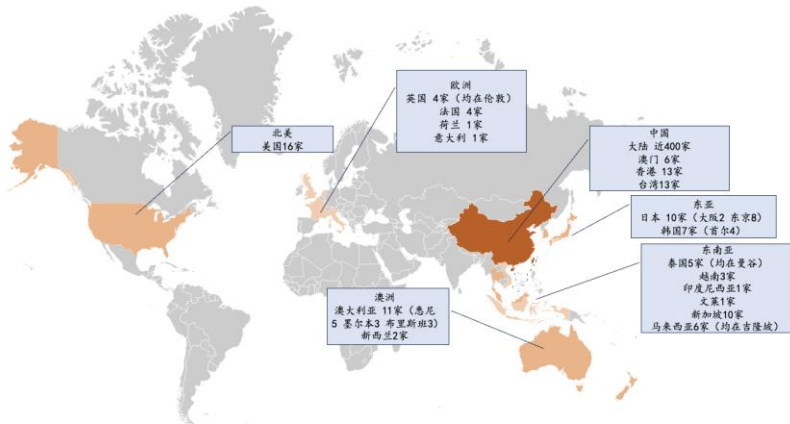 北美
美国16家
欧洲
英国 4家（均在伦敦）
法国 4家
荷兰 1家
意大利 1家
中国
大陆 近400家
澳门 6家
香港 13家
台湾13家
东亚
日本 10家（大阪2 东京8）
韩国7家（首尔4）
东南亚
泰国5家（均在曼谷）
越南3家
印度尼西亚1家
文莱1家
新加坡10家
马来西亚6家（均在吉隆坡）
澳洲
澳大利亚 11家（悉尼
5 墨尔本3 布里斯班3）
新西兰2家